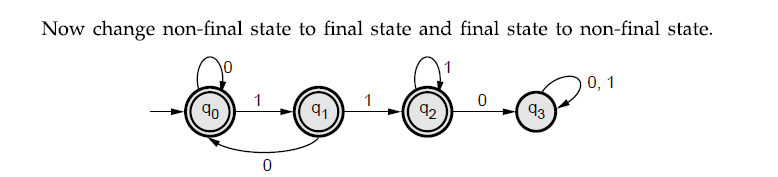 Now change non-final state to final state and final state to non-final state.
0 1 0, 1
q0 1 q1 1 q2 0 q3
0